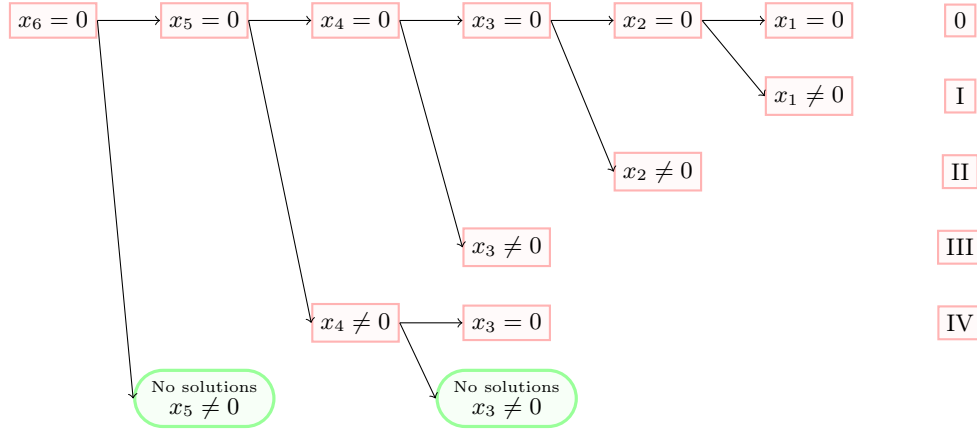 x₆ = 0 x₅ = 0 x₄ = 0 x₃ = 0 x₂ = 0 x₁ = 0 0
x₁ ≠ 0 I
x₂ ≠ 0 II
x₃ ≠ 0 III
x₄ ≠ 0 x₃ = 0 IV
No solutions No solutions
x₅ ≠ 0 x₃ ≠ 0